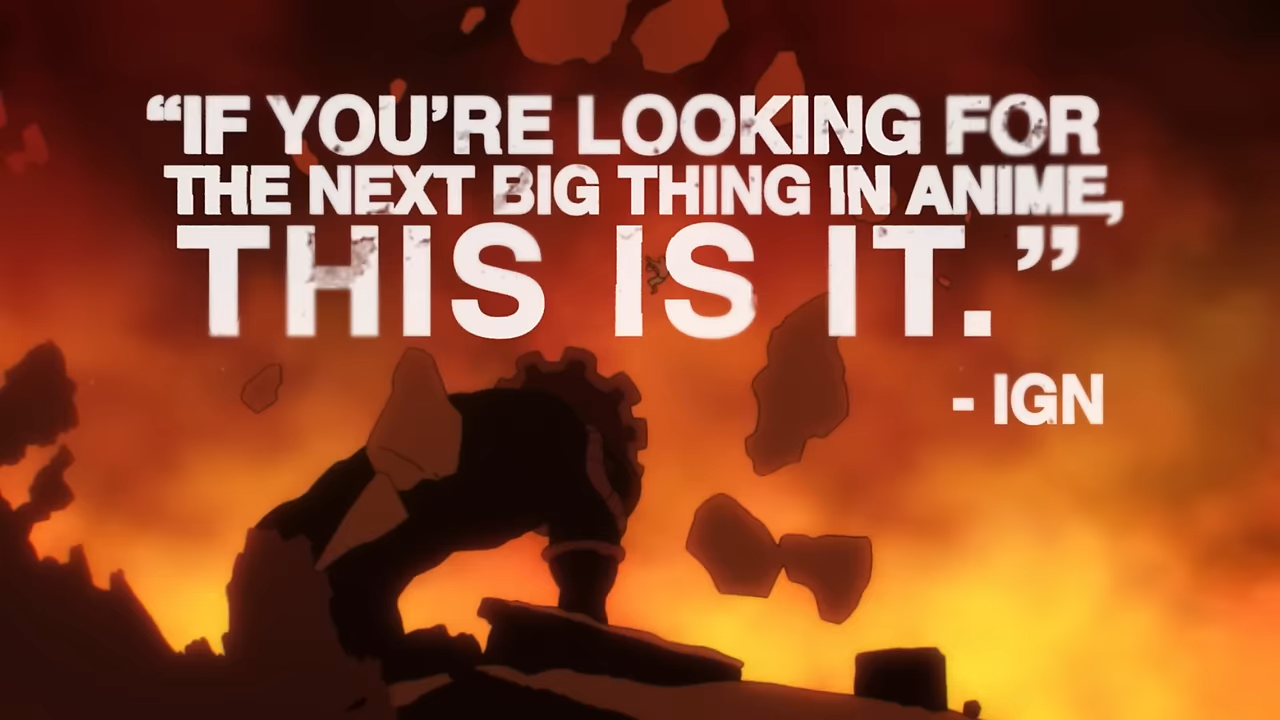 “IF YOU’RE LOOKING FOR
THE NEXT BIG THING IN ANIME,
THIS IS IT.”
- IGN